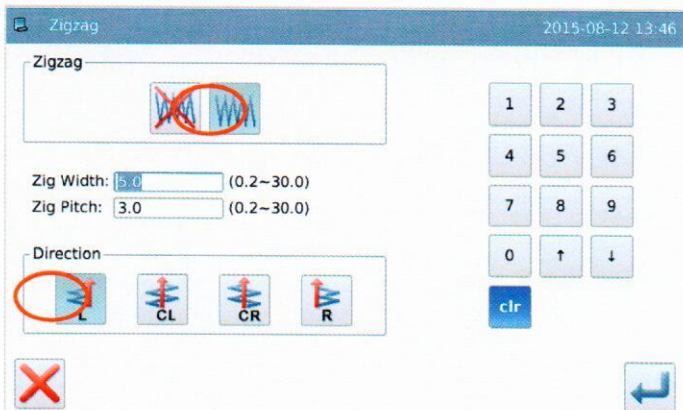 Zigzag 2015-08-12 13:46
Zigzag
Zig Width: 5.0 (0.2~30.0)
Zig Pitch: 3.0 (0.2~30.0)
Direction
L CL CR R
1 2 3
4 5 6
7 8 9
0 ↑ ↓
clr